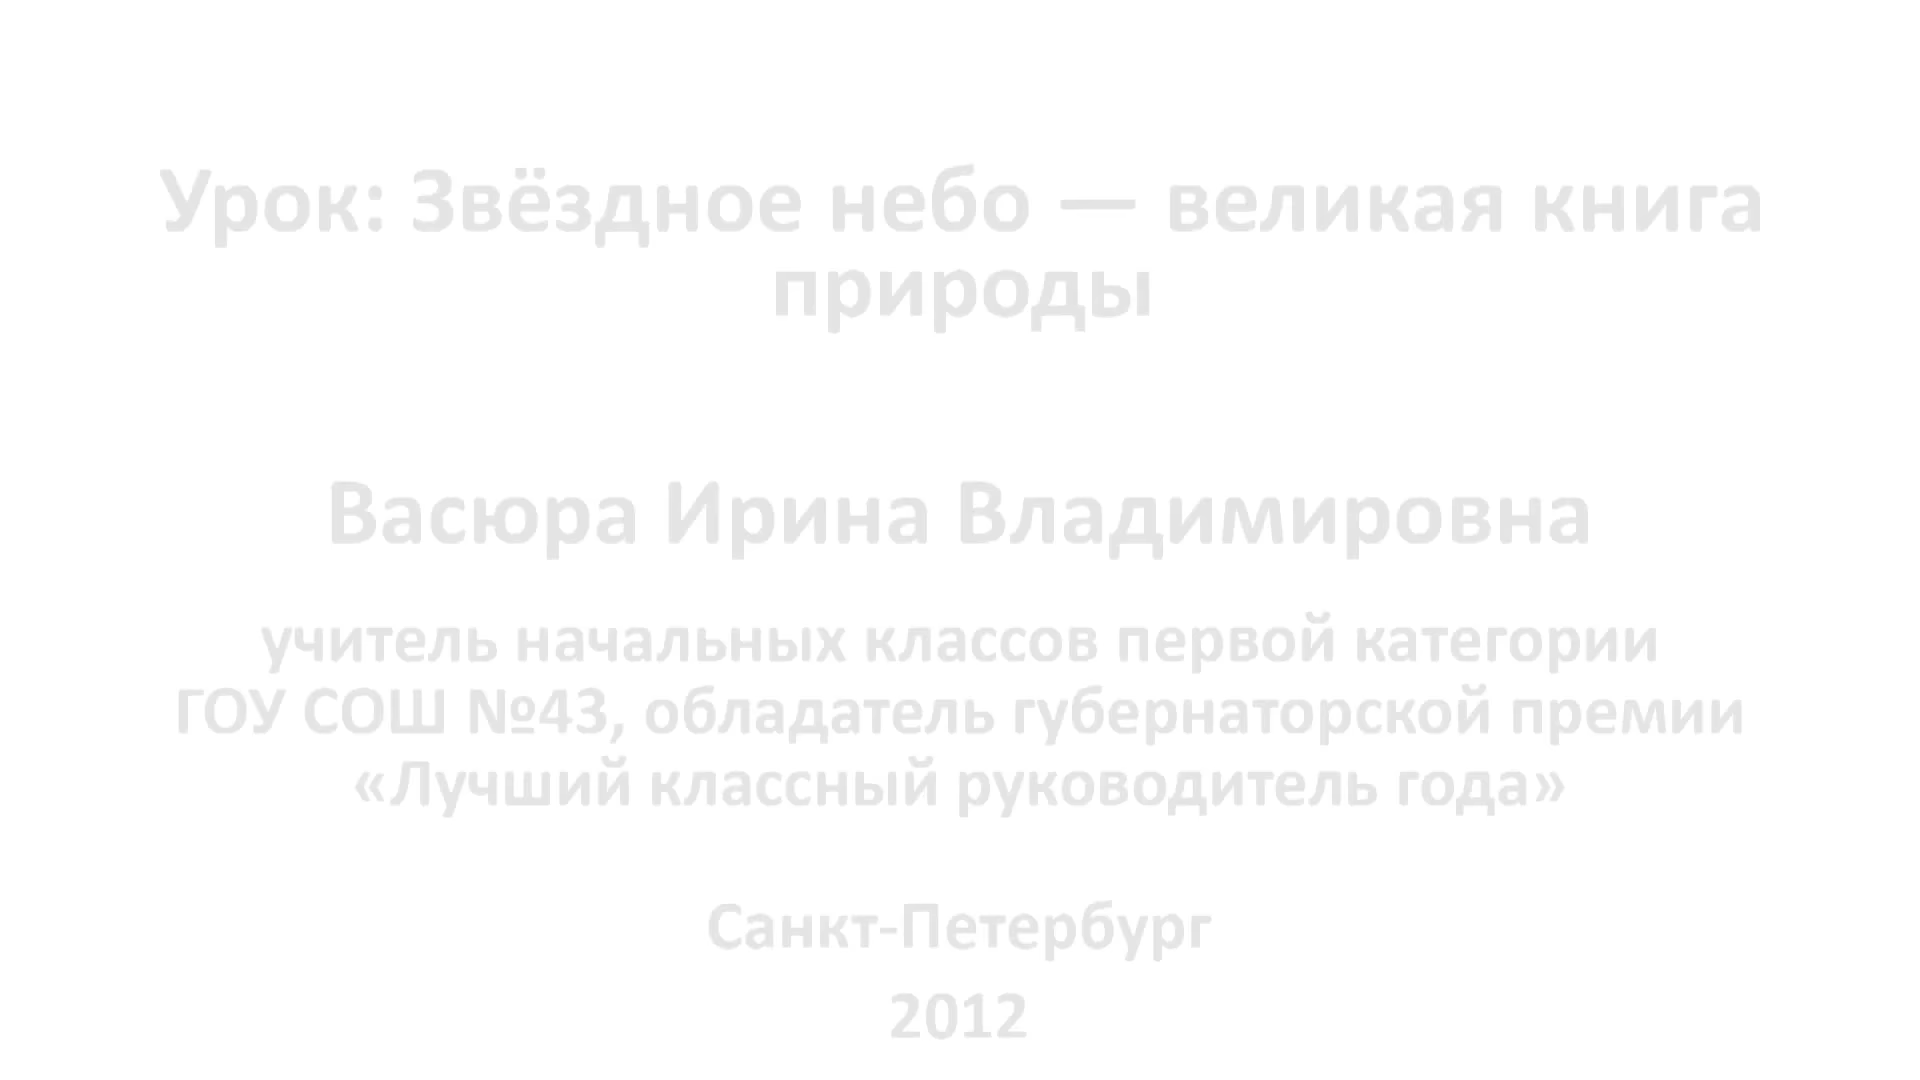 Урок: Звёздное небо — великая книга
природы
Васюра Ирина Владимировна
учитель начальных классов первой категории
ГОУ СОШ №43, обладатель губернаторской премии
«Лучший классный руководитель года»
Санкт-Петербург
2012